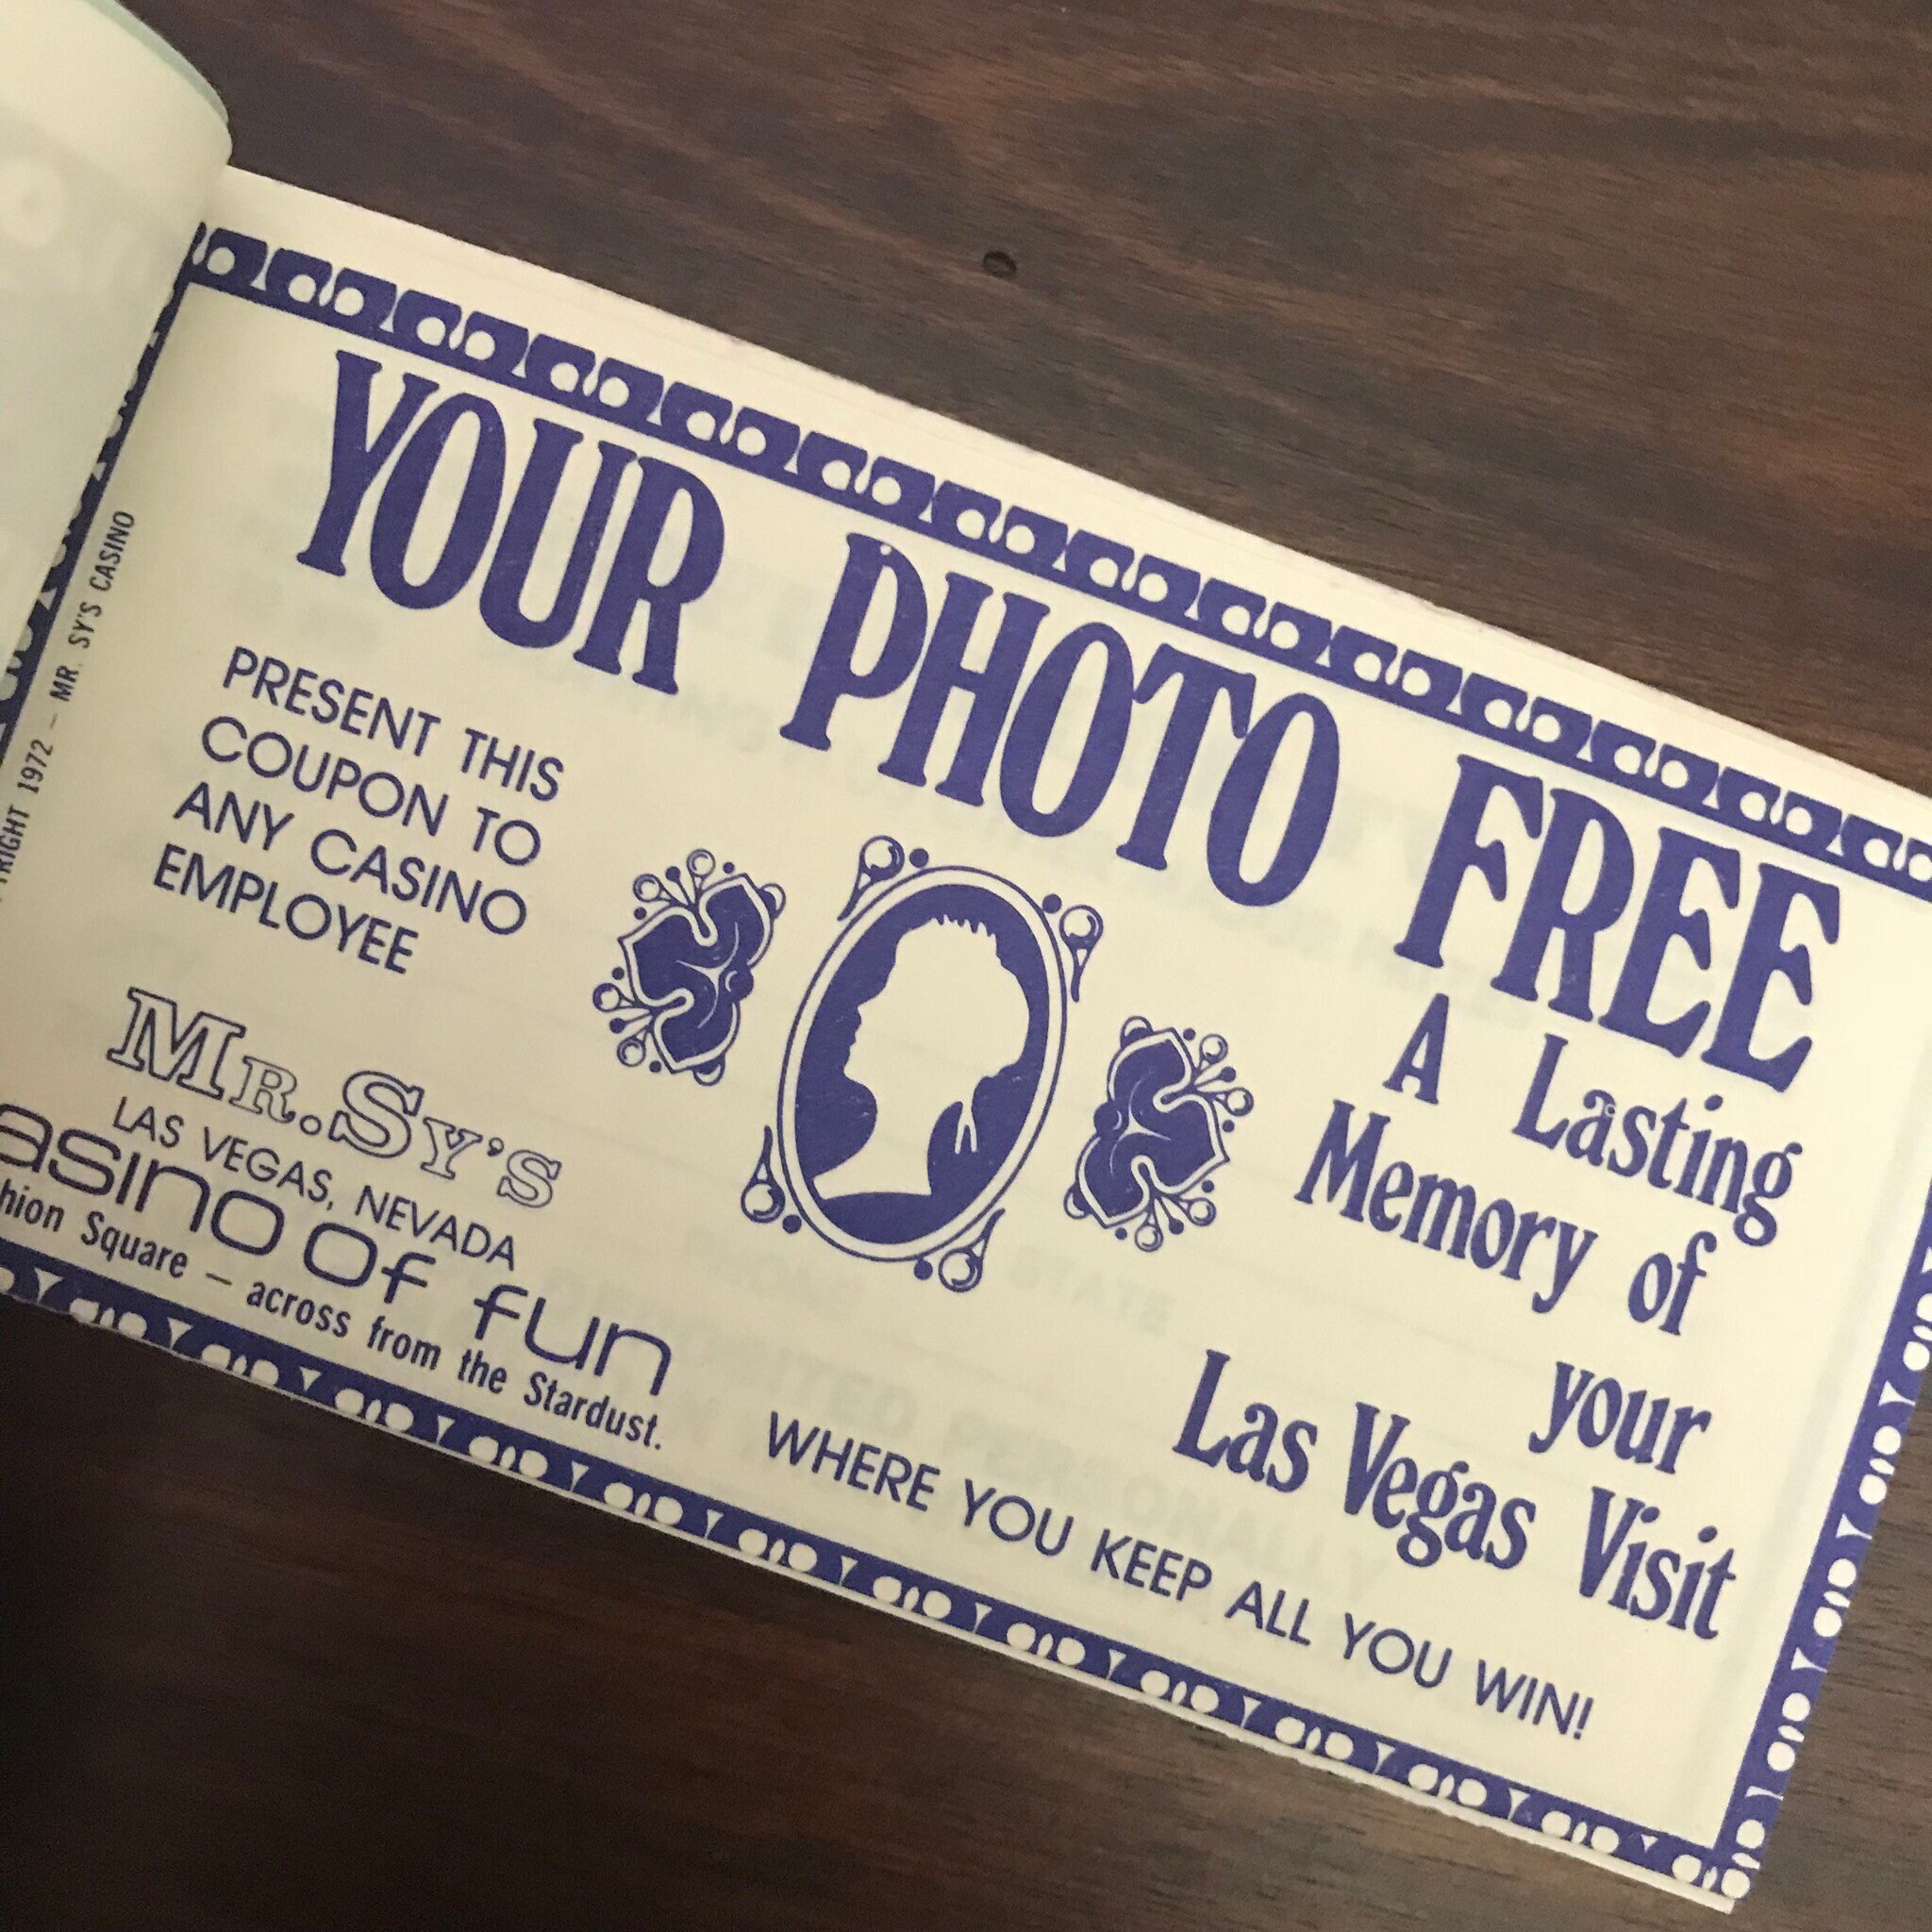 YOUR PHOTO FREE
PRESENT THIS
COUPON TO
ANY CASINO
EMPLOYEE
MR. SY'S
LAS VEGAS, NEVADA
asino of fun
hion Square — across from the Stardust.
A Lasting
Memory of
your
Las Vegas Visit
WHERE YOU KEEP ALL YOU WIN!
RIGHT 1972 – MR. SY'S CASINO